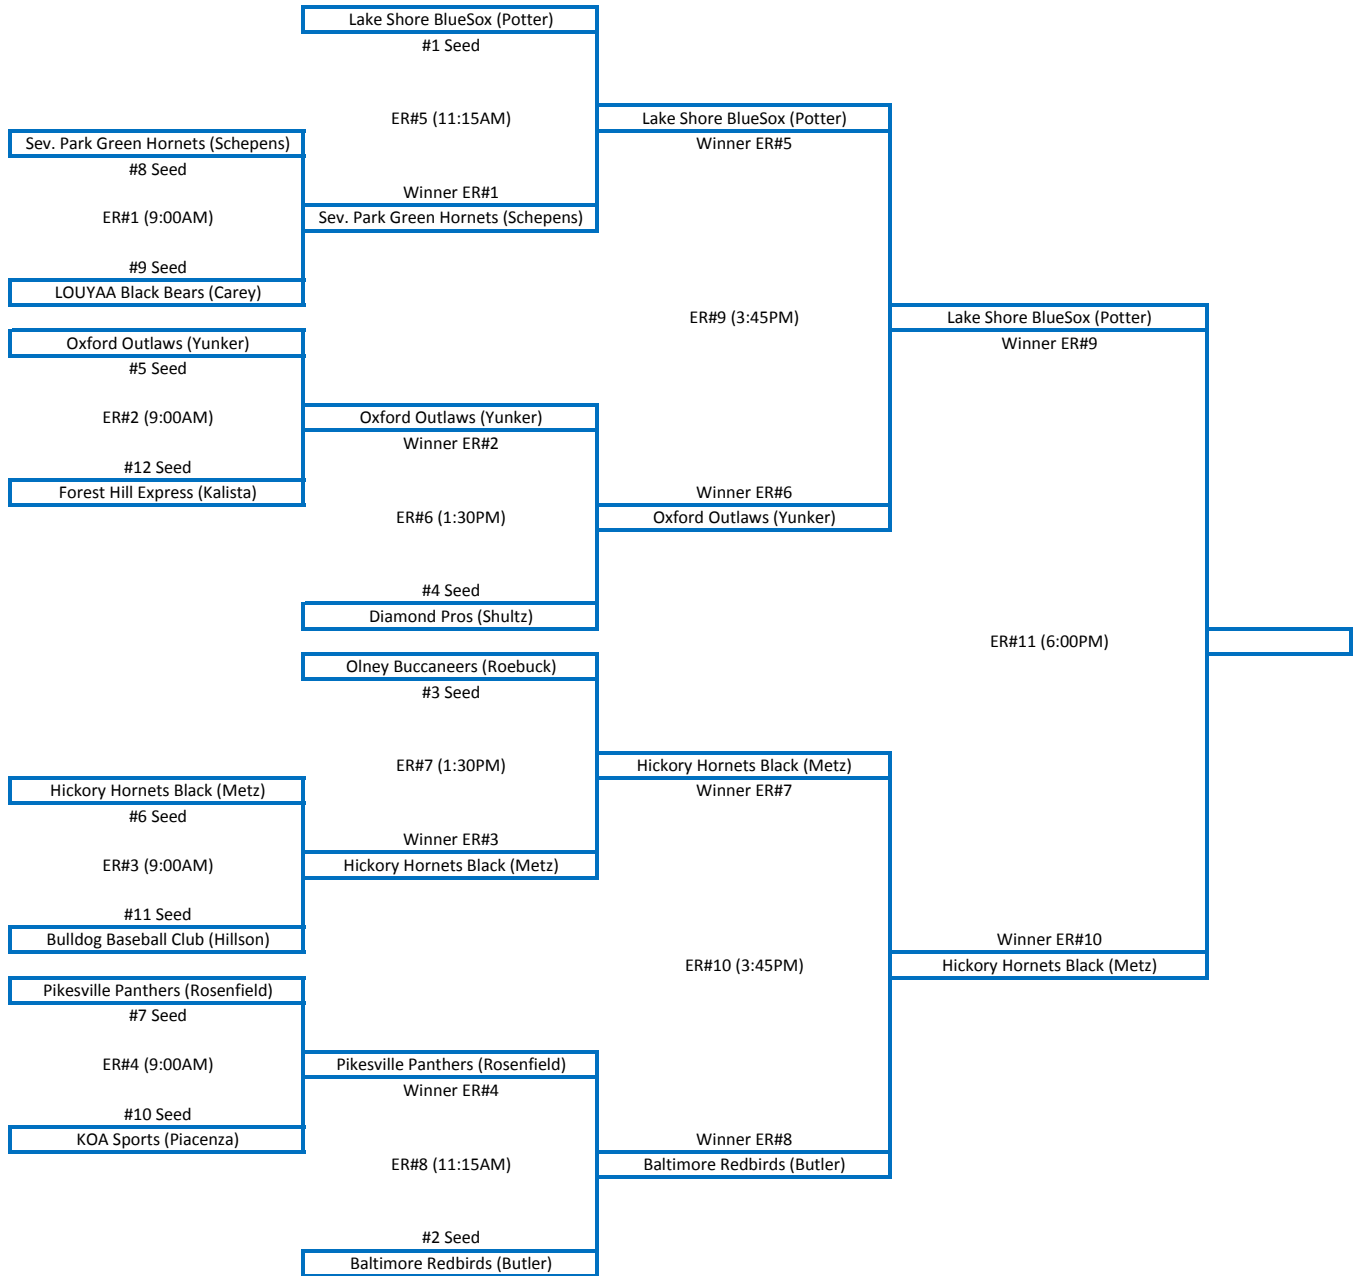 Lake Shore BlueSox (Potter)
#1 Seed
ER#5 (11:15AM)
Lake Shore BlueSox (Potter)
Sev. Park Green Hornets (Schepens)
Winner ER#5
#8 Seed
Winner ER#1
ER#1 (9:00AM)
Sev. Park Green Hornets (Schepens)
#9 Seed
LOUYAA Black Bears (Carey)
ER#9 (3:45PM)
Lake Shore BlueSox (Potter)
Oxford Outlaws (Yunker)
Winner ER#9
#5 Seed
ER#2 (9:00AM)
Oxford Outlaws (Yunker)
Winner ER#2
#12 Seed
Forest Hill Express (Kalista)
Winner ER#6
ER#6 (1:30PM)
Oxford Outlaws (Yunker)
#4 Seed
Diamond Pros (Shultz)
ER#11 (6:00PM)
Olney Buccaneers (Roebuck)
#3 Seed
ER#7 (1:30PM)
Hickory Hornets Black (Metz)
Hickory Hornets Black (Metz)
Winner ER#7
#6 Seed
Winner ER#3
ER#3 (9:00AM)
Hickory Hornets Black (Metz)
#11 Seed
Bulldog Baseball Club (Hillson)
Winner ER#10
ER#10 (3:45PM)
Hickory Hornets Black (Metz)
Pikesville Panthers (Rosenfield)
#7 Seed
ER#4 (9:00AM)
Pikesville Panthers (Rosenfield)
Winner ER#4
#10 Seed
KOA Sports (Piacenza)
Winner ER#8
ER#8 (11:15AM)
Baltimore Redbirds (Butler)
#2 Seed
Baltimore Redbirds (Butler)